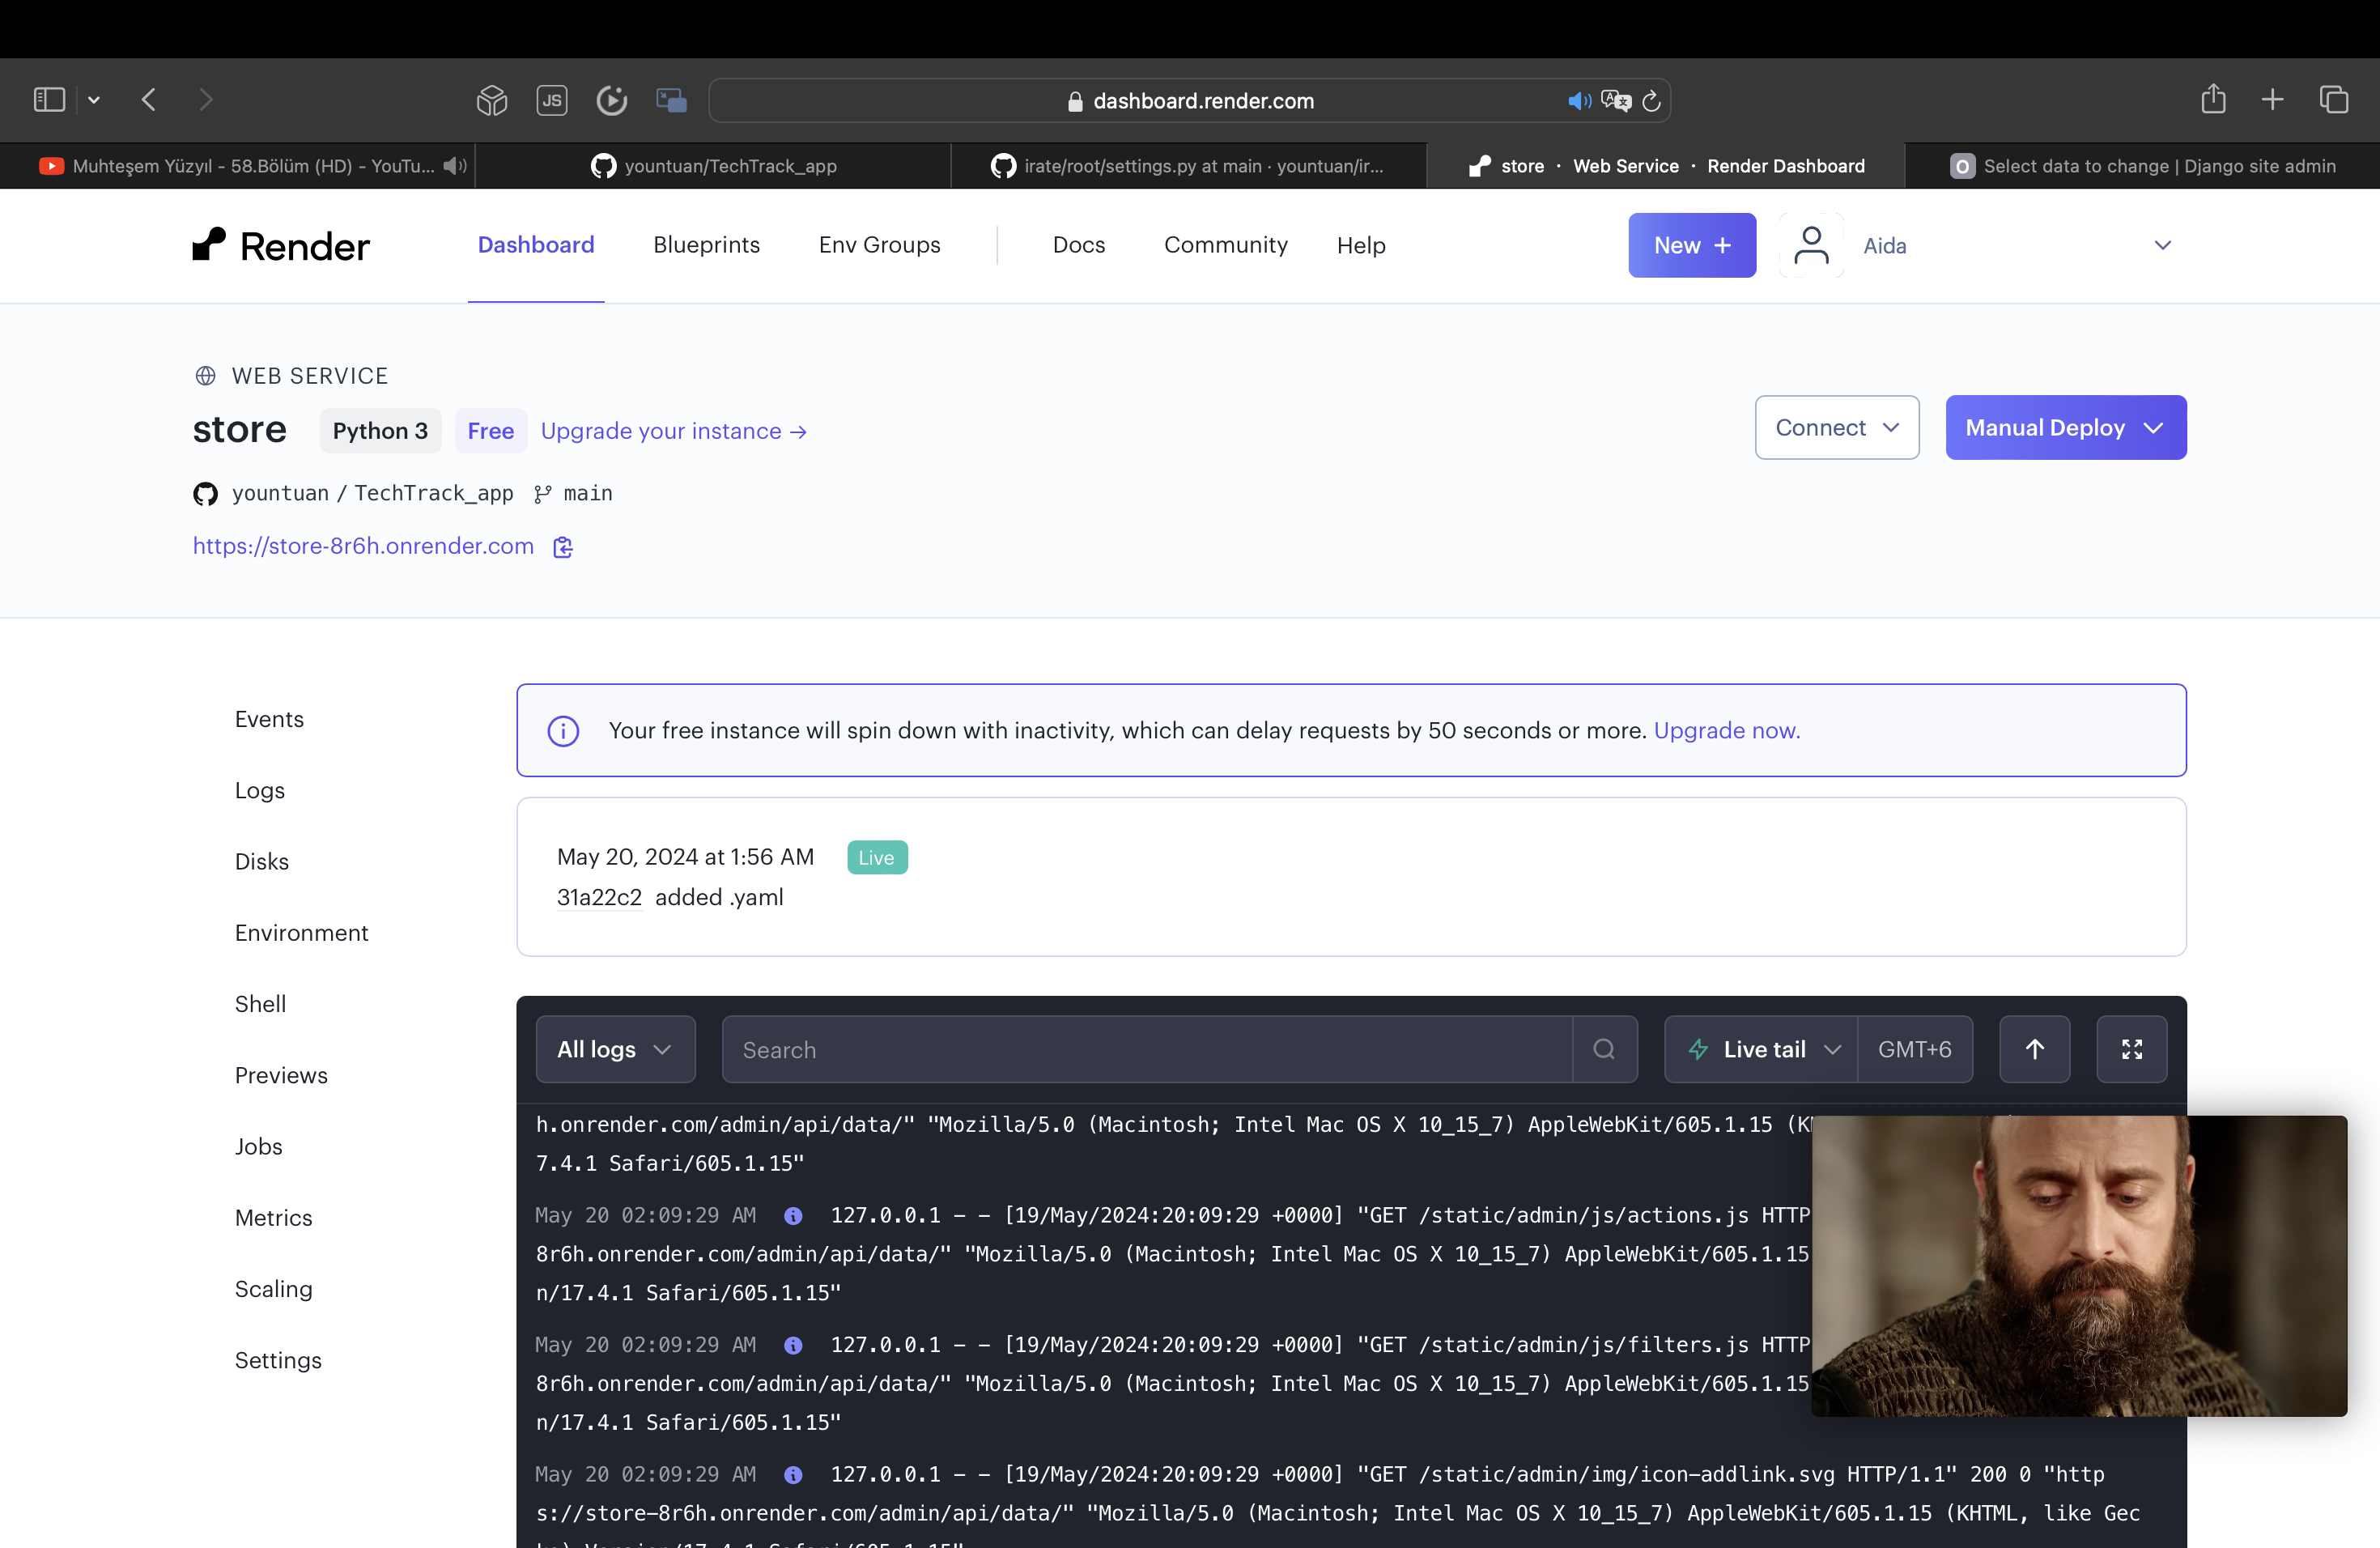 dashboard.render.com
Muhteşem Yüzyıl - 58.Bölüm (HD) - YouTu...
yountuan/TechTrack_app
irate/root/settings.py at main · yountuan/ir...
store · Web Service · Render Dashboard
Select data to change | Django site admin
Render
Dashboard
Blueprints
Env Groups
Docs
Community
Help
New +
Aida
WEB SERVICE
store Python 3 Free Upgrade your instance →
Connect
Manual Deploy
yountuan / TechTrack_app main
https://store-8r6h.onrender.com
Events
Logs
Disks
Environment
Shell
Previews
Jobs
Metrics
Scaling
Settings
Your free instance will spin down with inactivity, which can delay requests by 50 seconds or more. Upgrade now.
May 20, 2024 at 1:56 AM Live
31a22c2 added .yaml
All logs
Search
Live tail
GMT+6
h.onrender.com/admin/api/data/" "Mozilla/5.0 (Macintosh; Intel Mac OS X 10_15_7) AppleWebKit/605.1.15
7.4.1 Safari/605.1.15"
May 20 02:09:29 AM 127.0.0.1 - - [19/May/2024:20:09:29 +0000] "GET /static/admin/js/actions.js HTTP
8r6h.onrender.com/admin/api/data/" "Mozilla/5.0 (Macintosh; Intel Mac OS X 10_15_7) AppleWebKit/605.1.15
n/17.4.1 Safari/605.1.15"
May 20 02:09:29 AM 127.0.0.1 - - [19/May/2024:20:09:29 +0000] "GET /static/admin/js/filters.js HTTP
8r6h.onrender.com/admin/api/data/" "Mozilla/5.0 (Macintosh; Intel Mac OS X 10_15_7) AppleWebKit/605.1.15
n/17.4.1 Safari/605.1.15"
May 20 02:09:29 AM 127.0.0.1 - - [19/May/2024:20:09:29 +0000] "GET /static/admin/img/icon-addlink.svg HTTP/1.1" 200 0 "http
s://store-8r6h.onrender.com/admin/api/data/" "Mozilla/5.0 (Macintosh; Intel Mac OS X 10_15_7) AppleWebKit/605.1.15 (KHTML, like Gec